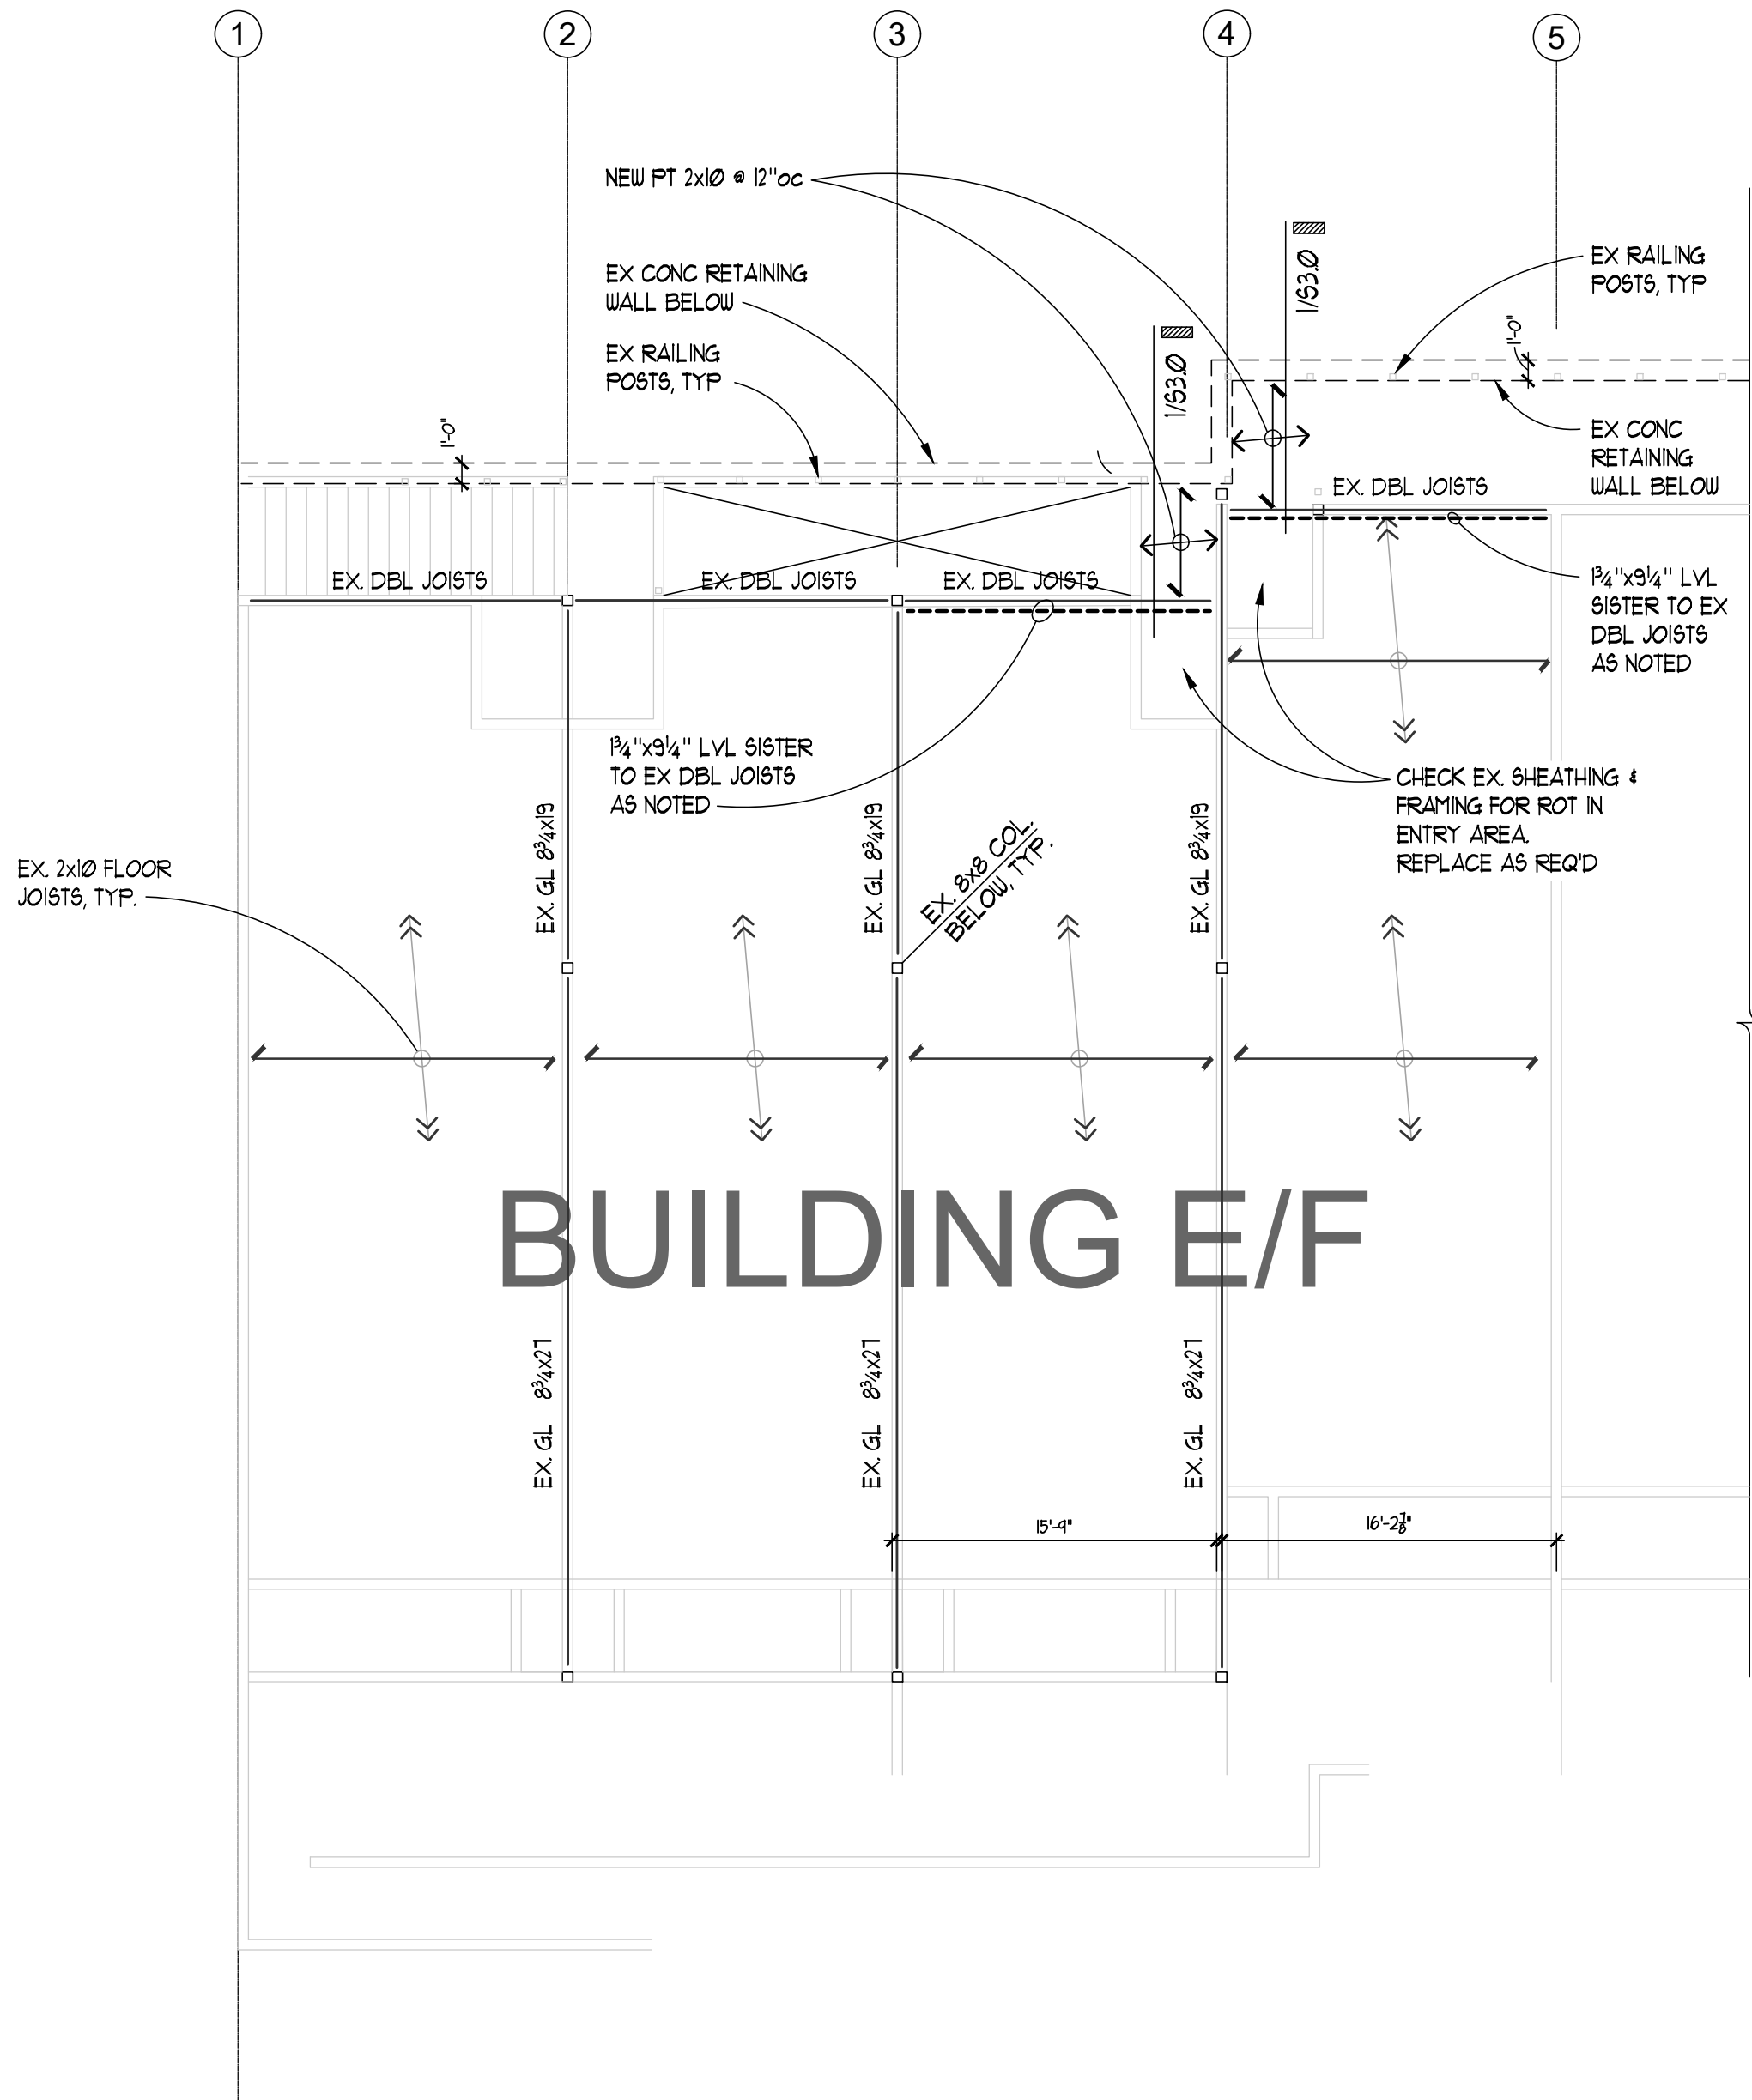 1
2
3
4
5
NEW PT 2x1Ø @ 12"oc
EX CONC RETAINING
WALL BELOW
EX RAILING
POSTS, TYP
1/S3.Ø
1/S3.Ø
EX RAILING
POSTS, TYP
1'-0"
1'-0"
EX CONC
RETAINING
WALL BELOW
EX. DBL JOISTS
EX. DBL JOISTS
EX. DBL JOISTS
EX. DBL JOISTS
1¾"x9¼" LVL
SISTER TO EX
DBL JOISTS
AS NOTED
1¾"x9¼" LVL SISTER
TO EX DBL JOISTS
AS NOTED
CHECK EX. SHEATHING &
FRAMING FOR ROT IN
ENTRY AREA.
REPLACE AS REQ'D
EX. GL 8¾x19
EX. GL 8¾x19
EX. GL 8¾x19
EX. 8x8 COL.
BELOW, TYP.
EX. 2x1Ø FLOOR
JOISTS, TYP.
BUILDING E/F
EX. GL 8¾x27
EX. GL 8¾x27
EX. GL 8¾x27
15'-9"
16'-2⅞"